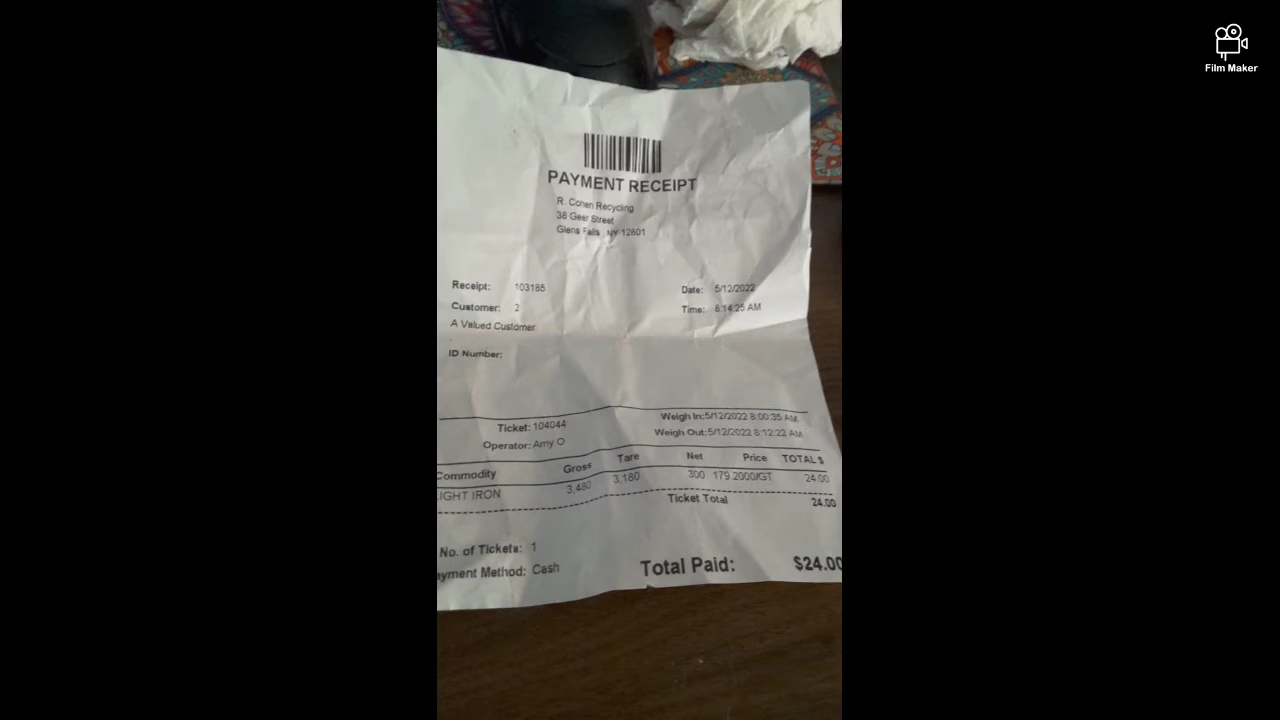 Film Maker
PAYMENT RECEIPT
R. Cohen Recycling
38 Geer Street
Glens Falls NY 12801
Receipt: 103185
Date: 5/12/2022
Customer: 2
Time: 8:14:25 AM
A Valued Customer
ID Number:
Ticket: 104044
Weigh In:5/12/2022 8:00:35 AM
Operator: Amy O
Weigh Out:5/12/2022 8:12:22 AM
Commodity Gross Tare Net Price TOTAL $
IGHT IRON 3,480 3,180 300 179.2000/GT 24.00
Ticket Total 24.00
No. of Tickets: 1
ayment Method: Cash
Total Paid: $24.00